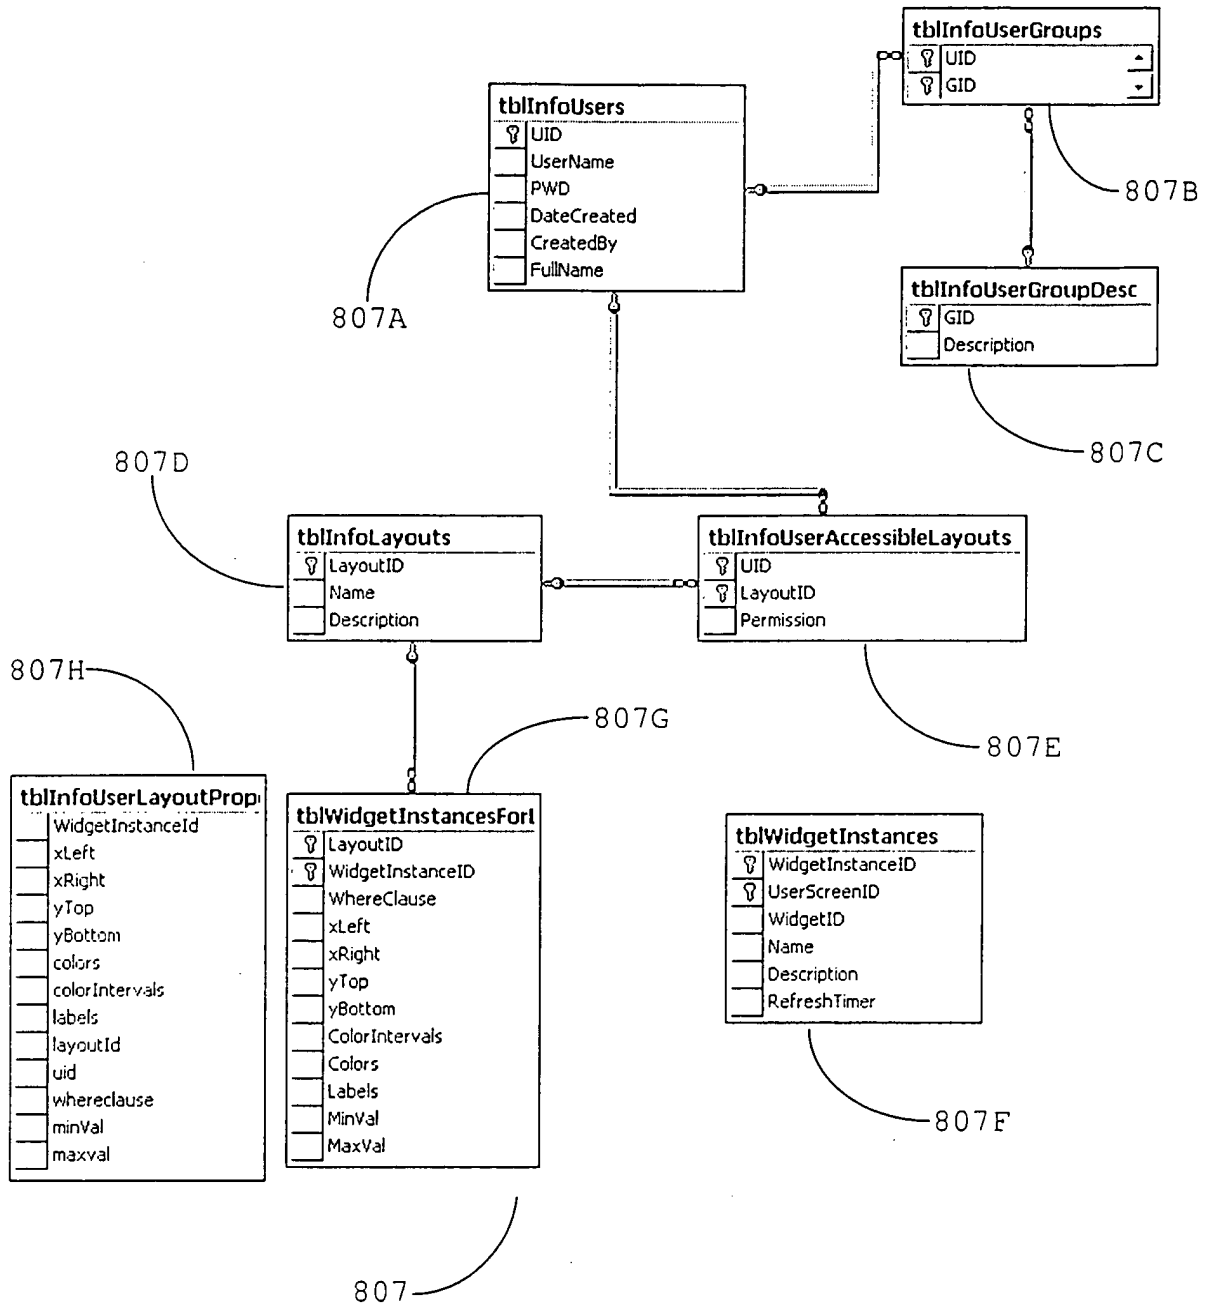 tblInfoUserGroups
UID
GID
807B
tblInfoUsers
UID
UserName
PWD
DateCreated
CreatedBy
FullName
807A
tblInfoUserGroupDesc
GID
Description
807C
807D
tblInfoLayouts
LayoutID
Name
Description
tblInfoUserAccessibleLayouts
UID
LayoutID
Permission
807E
807H
807G
tblInfoUserLayoutProp
WidgetInstanceId
xLeft
xRight
yTop
yBottom
colors
colorIntervals
labels
layoutId
uid
whereclause
minVal
maxval
tblWidgetInstancesForL
LayoutID
WidgetInstanceID
WhereClause
xLeft
xRight
yTop
yBottom
ColorIntervals
Colors
Labels
MinVal
MaxVal
tblWidgetInstances
WidgetInstanceID
UserScreenID
WidgetID
Name
Description
RefreshTimer
807F
807